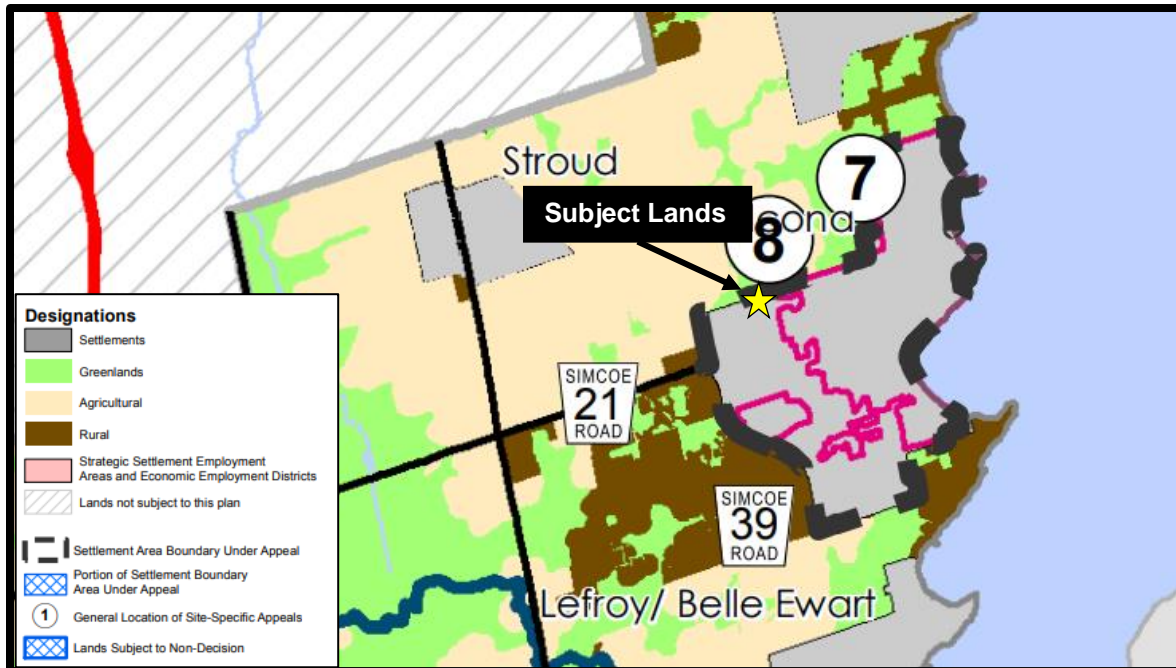 Stroud
7
Subject Lands
cona
8
SIMCOE
21
ROAD
SIMCOE
39
ROAD
Lefroy/ Belle Ewart
Designations
Settlements
Greenlands
Agricultural
Rural
Strategic Settlement Employment
Areas and Economic Employment Districts
Lands not subject to this plan
Settlement Area Boundary Under Appeal
Portion of Settlement Boundary
Area Under Appeal
1 General Location of Site-Specific Appeals
Lands Subject to Non-Decision